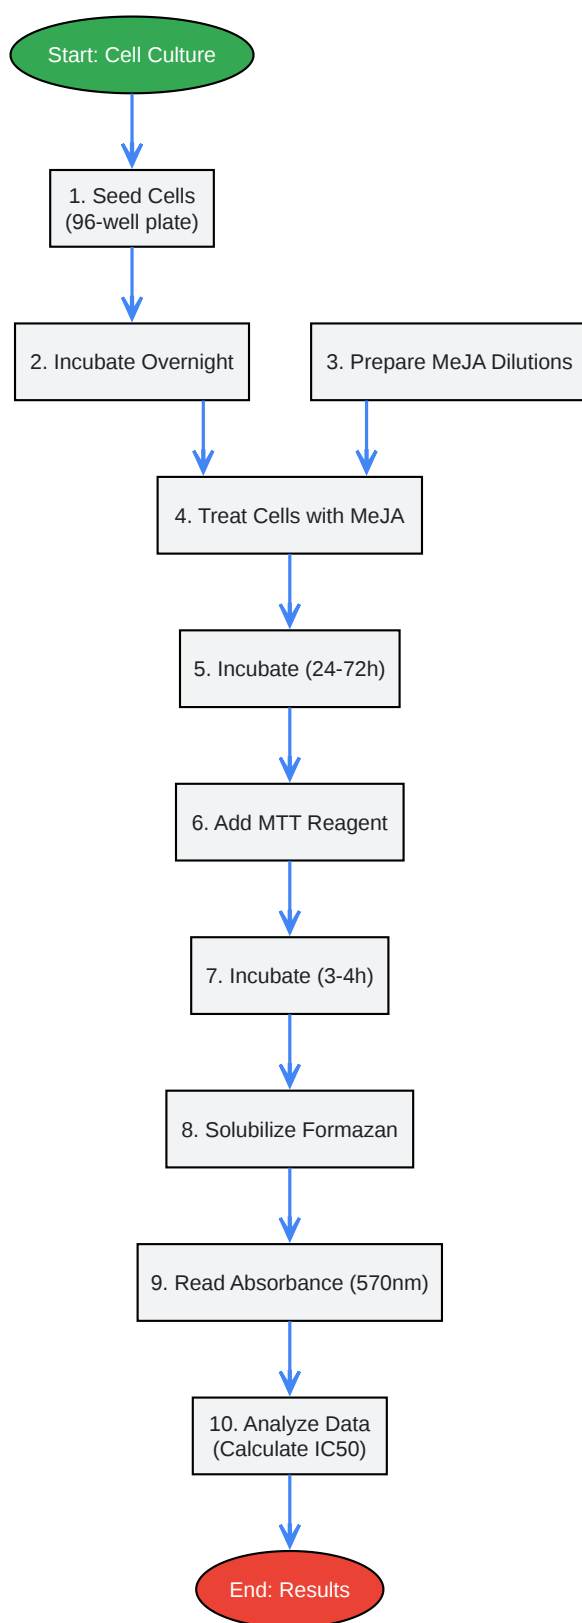 Start: Cell Culture
1. Seed Cells
(96-well plate)
2. Incubate Overnight
3. Prepare MeJA Dilutions
4. Treat Cells with MeJA
5. Incubate (24-72h)
6. Add MTT Reagent
7. Incubate (3-4h)
8. Solubilize Formazan
9. Read Absorbance (570nm)
10. Analyze Data
(Calculate IC50)
End: Results